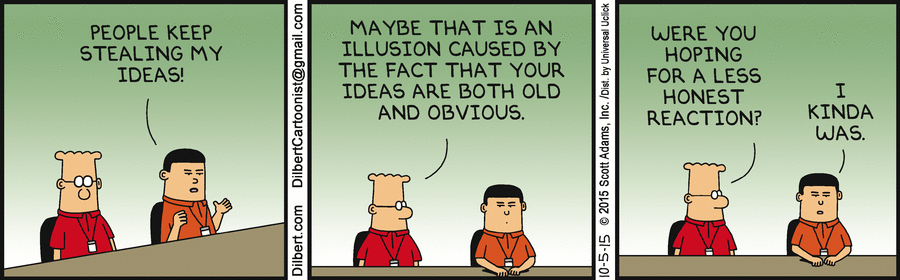 PEOPLE KEEP
STEALING MY
IDEAS!
Dilbert.com DilbertCartoonist@gmail.com
MAYBE THAT IS AN
ILLUSION CAUSED BY
THE FACT THAT YOUR
IDEAS ARE BOTH OLD
AND OBVIOUS.
10-5-15 © 2015 Scott Adams, Inc. /Dist. by Universal Uclick
WERE YOU
HOPING
FOR A LESS
HONEST
REACTION?
I
KINDA
WAS.